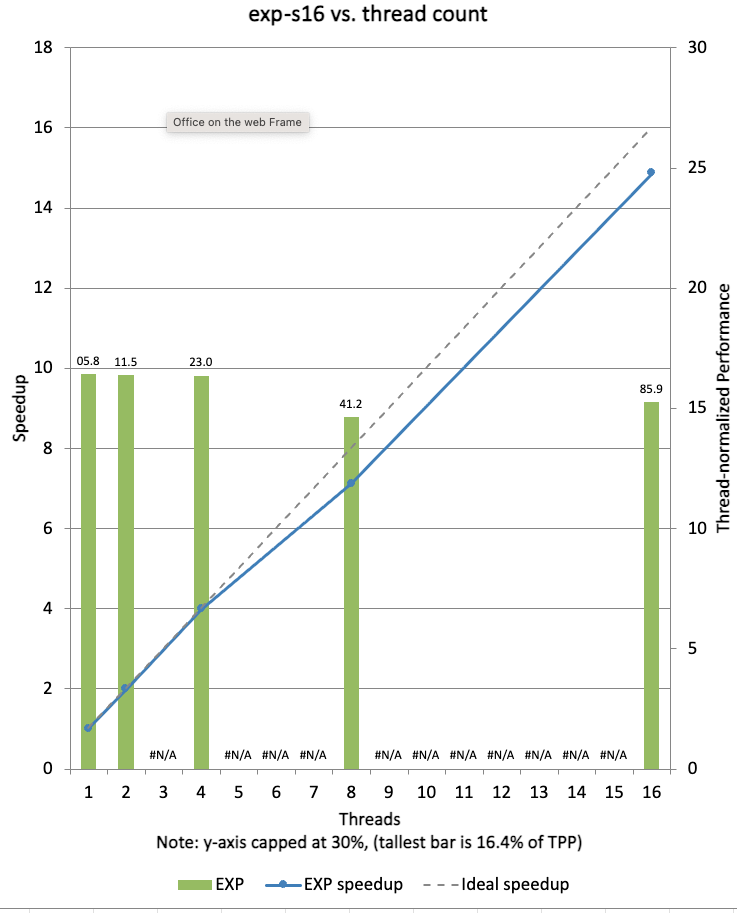 exp-s16 vs. thread count
18
16
14
12
10
8
6
4
2
0
Speedup
30
25
20
15
10
5
0
Thread-normalized Performance
Office on the web Frame
05.8
11.5
23.0
41.2
85.9
#N/A
#N/A
#N/A
#N/A
#N/A
#N/A
#N/A
#N/A
#N/A
#N/A
#N/A
1 2 3 4 5 6 7 8 9 10 11 12 13 14 15 16
Threads
Note: y-axis capped at 30%, (tallest bar is 16.4% of TPP)
EXP EXP speedup Ideal speedup